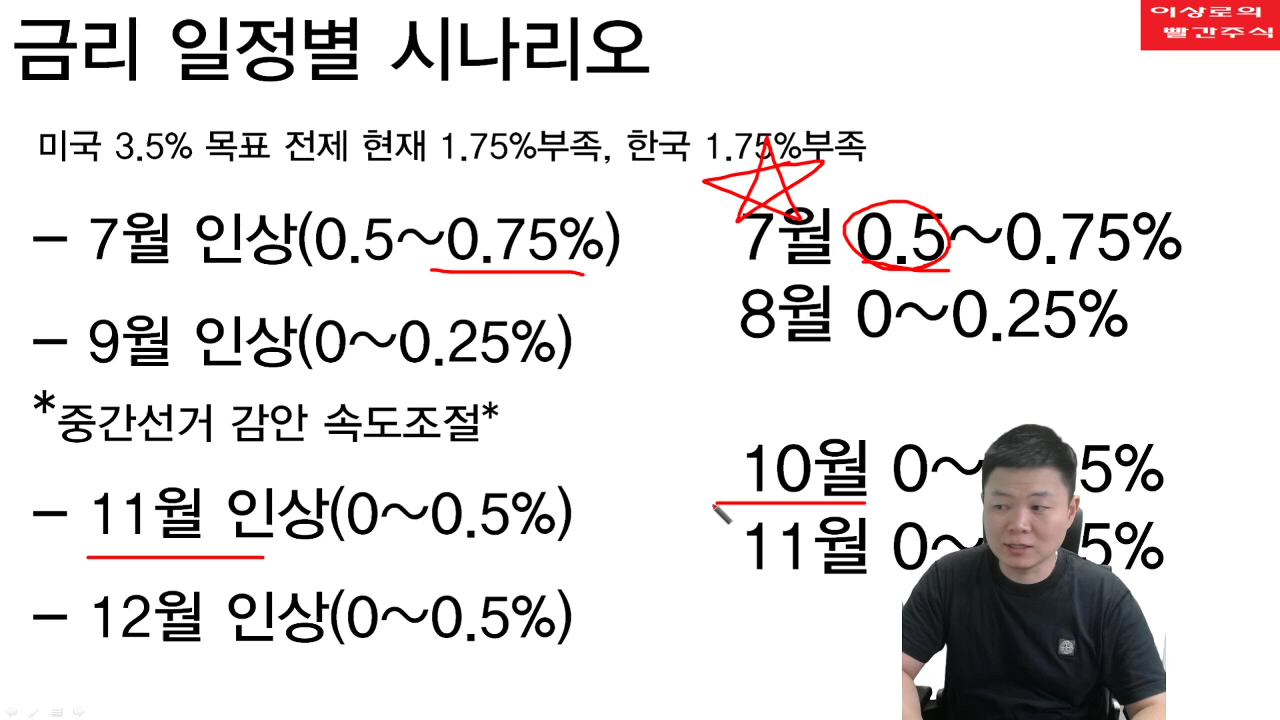 이상로의
빨간주식
금리 일정별 시나리오
미국 3.5% 목표 전제 현재 1.75%부족, 한국 1.75%부족
– 7월 인상(0.5~0.75%)
– 9월 인상(0~0.25%)
*중간선거 감안 속도조절*
– 11월 인상(0~0.5%)
– 12월 인상(0~0.5%)
7월 0.5~0.75%
8월 0~0.25%
10월 0~
11월 0~